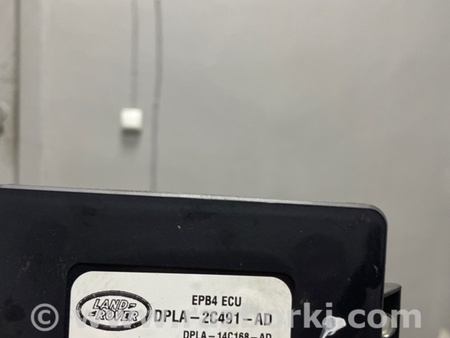 EPB4 ECU
LAND-
ROVER
DPLA-2C491-AD
DPLA-14C168-AD